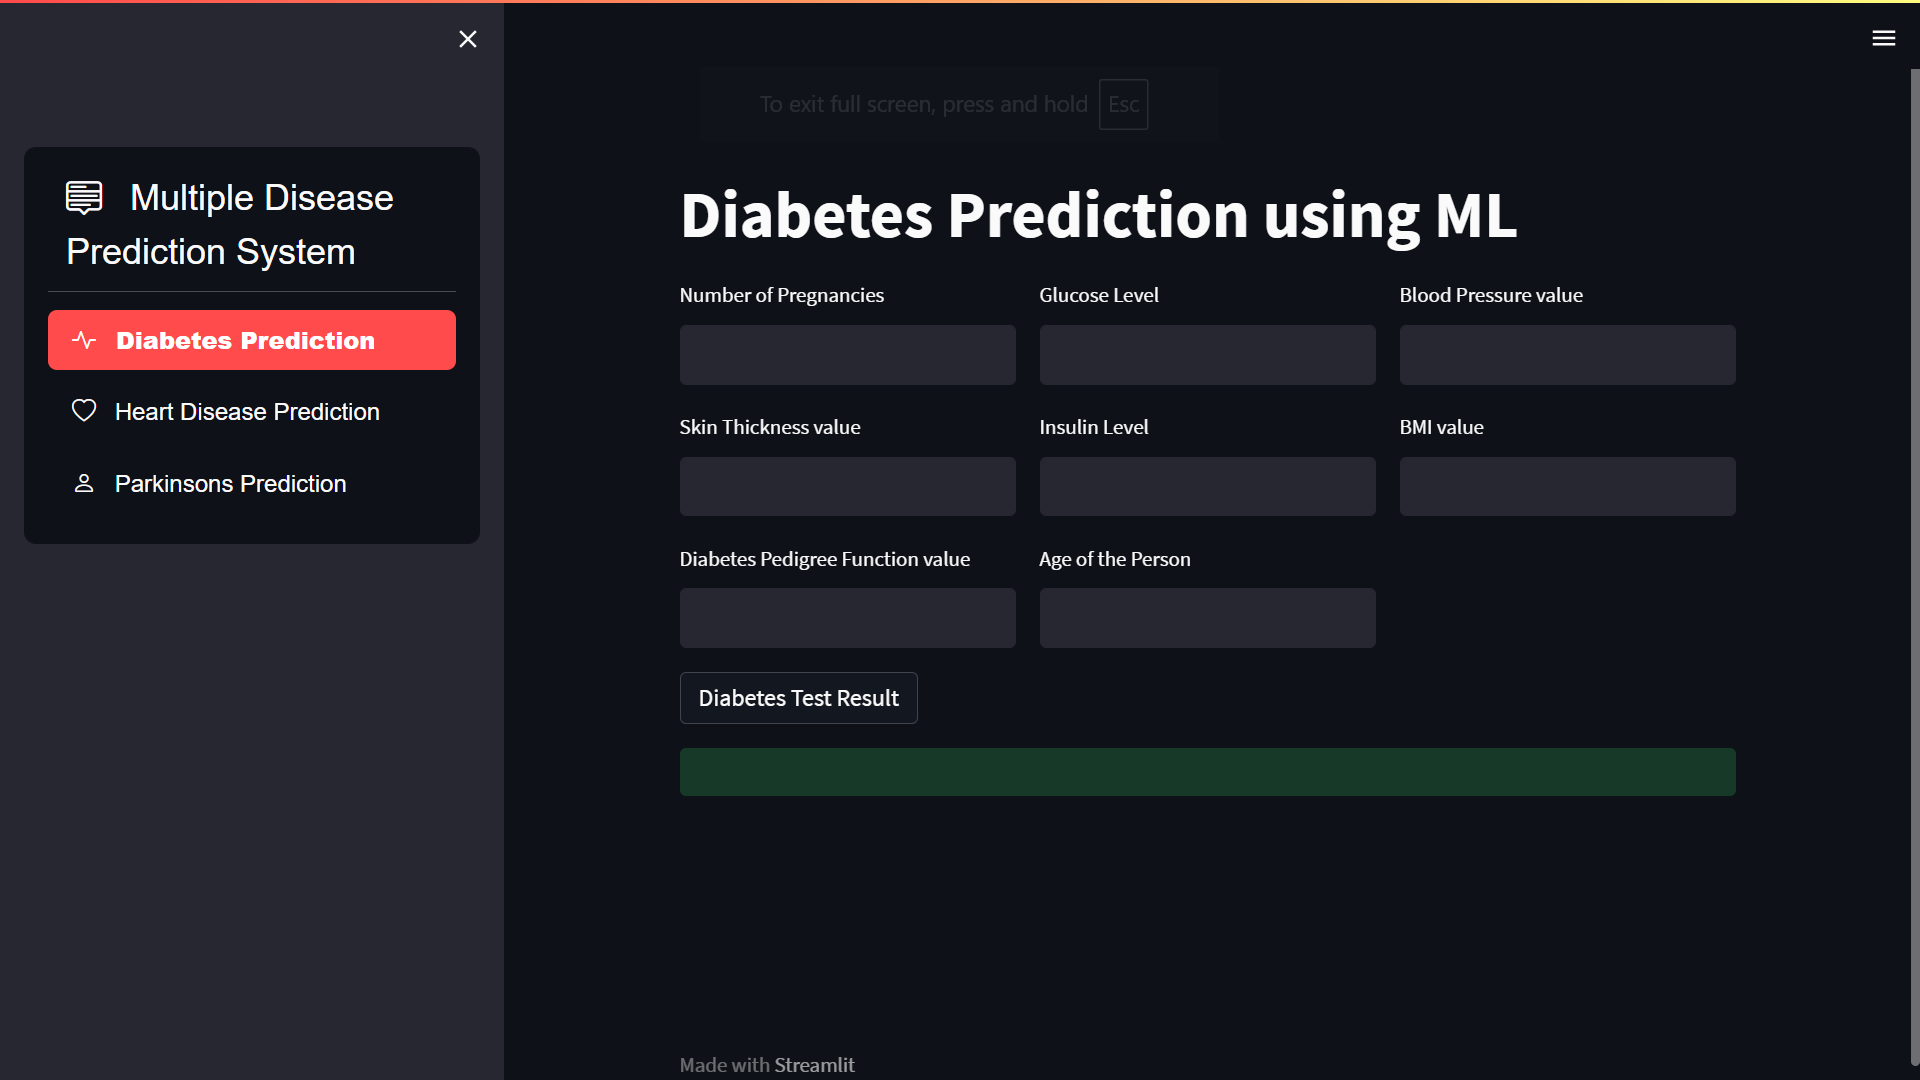 Multiple Disease
Prediction System
Diabetes Prediction
Heart Disease Prediction
Parkinsons Prediction
To exit full screen, press and hold Esc
Diabetes Prediction using ML
Number of Pregnancies
Glucose Level
Blood Pressure value
Skin Thickness value
Insulin Level
BMI value
Diabetes Pedigree Function value
Age of the Person
Diabetes Test Result
Made with Streamlit